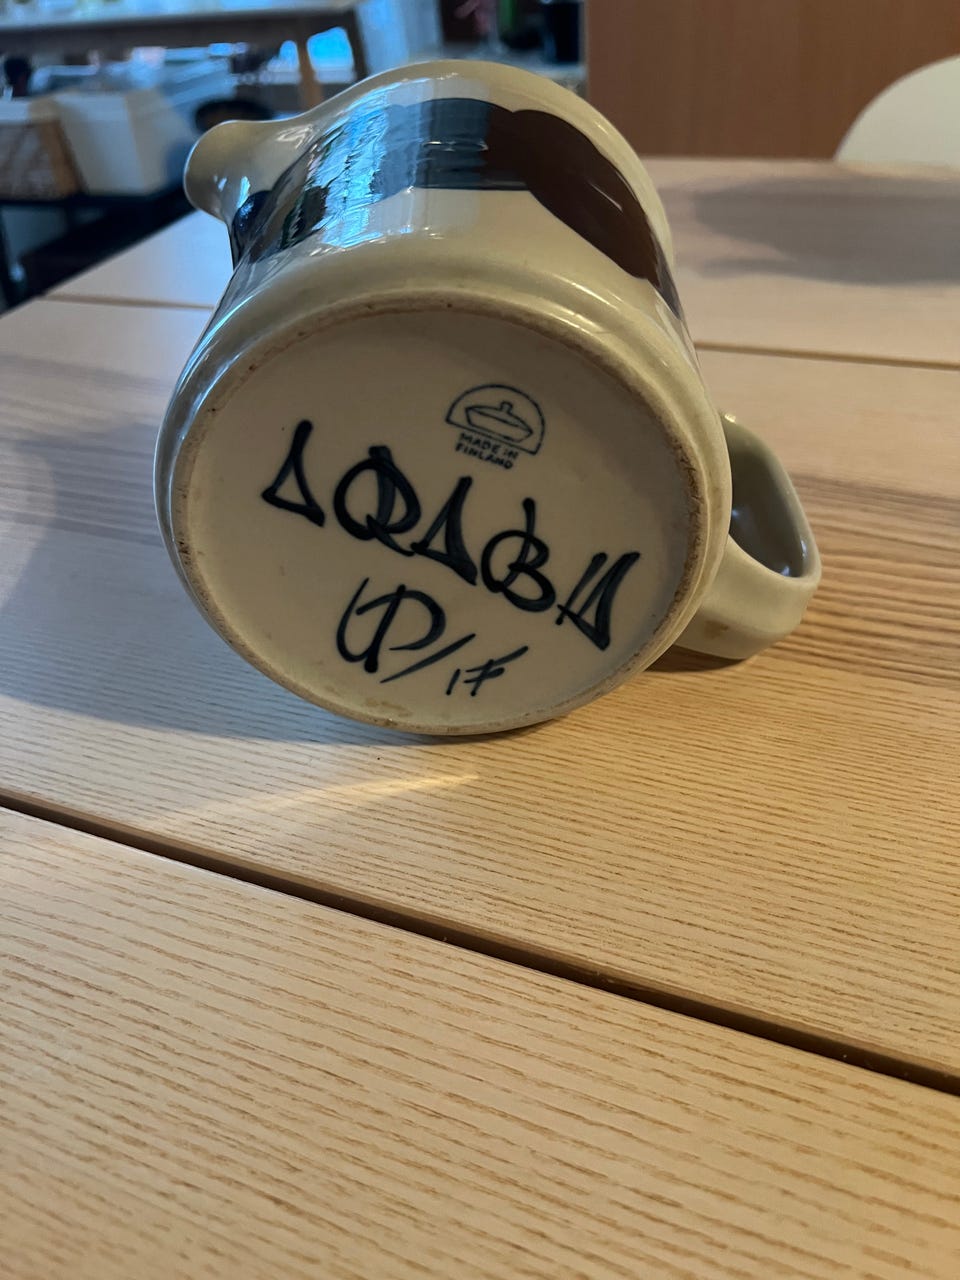 MADE IN
FINLAND
ARABIA
UP/17